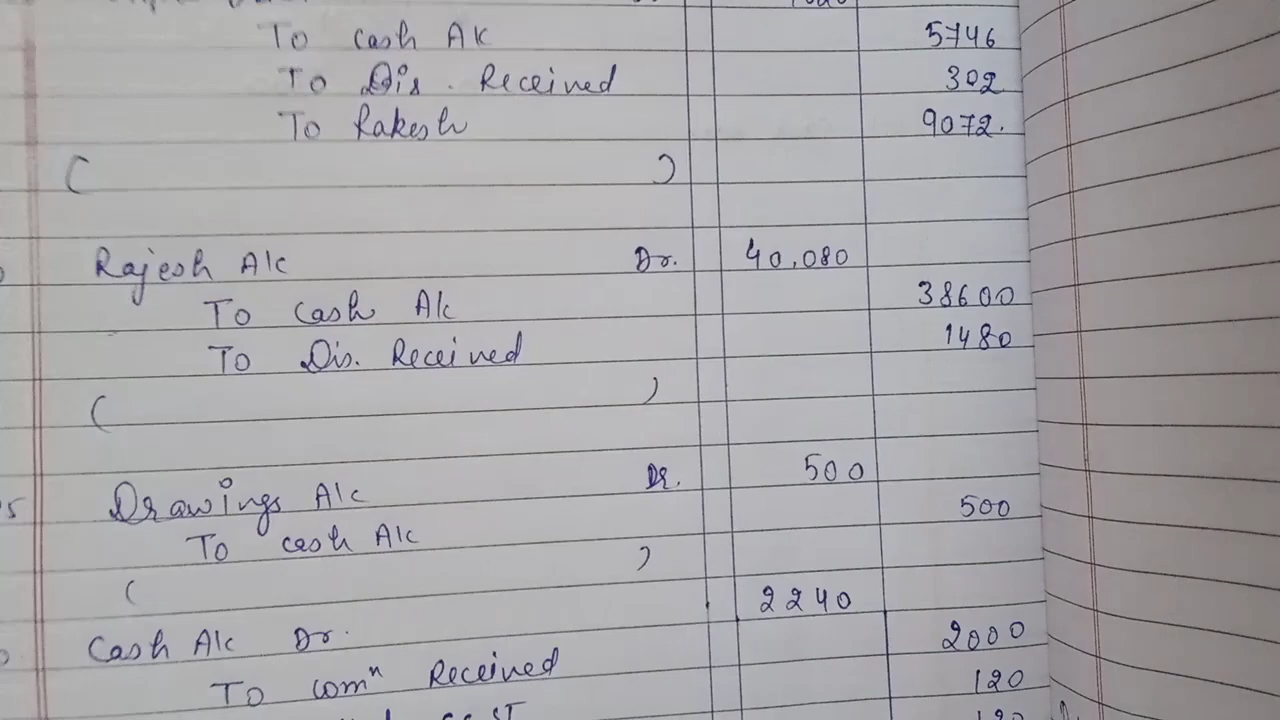 To cash A/c 5746
To Dis. Received 302
To Rakesh 9072.
( )
Rajesh A/c Dr. 40,080
To cash A/c 38600
To Dis. Received 1480
( )
5 Drawings A/c Dr. 500
To cash A/c 500
( )
Cash A/c Dr. 2240
To comⁿ Received 2000
120